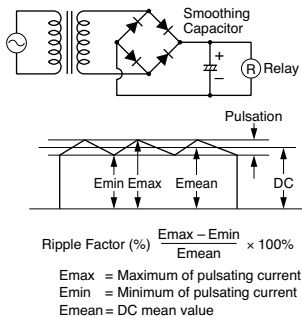 Smoothing
Capacitor
+
−
R
Relay
Pulsation
Emin Emax Emean DC
Ripple Factor (%) Emax – Emin / Emean × 100%
Emax = Maximum of pulsating current
Emin = Minimum of pulsating current
Emean = DC mean value